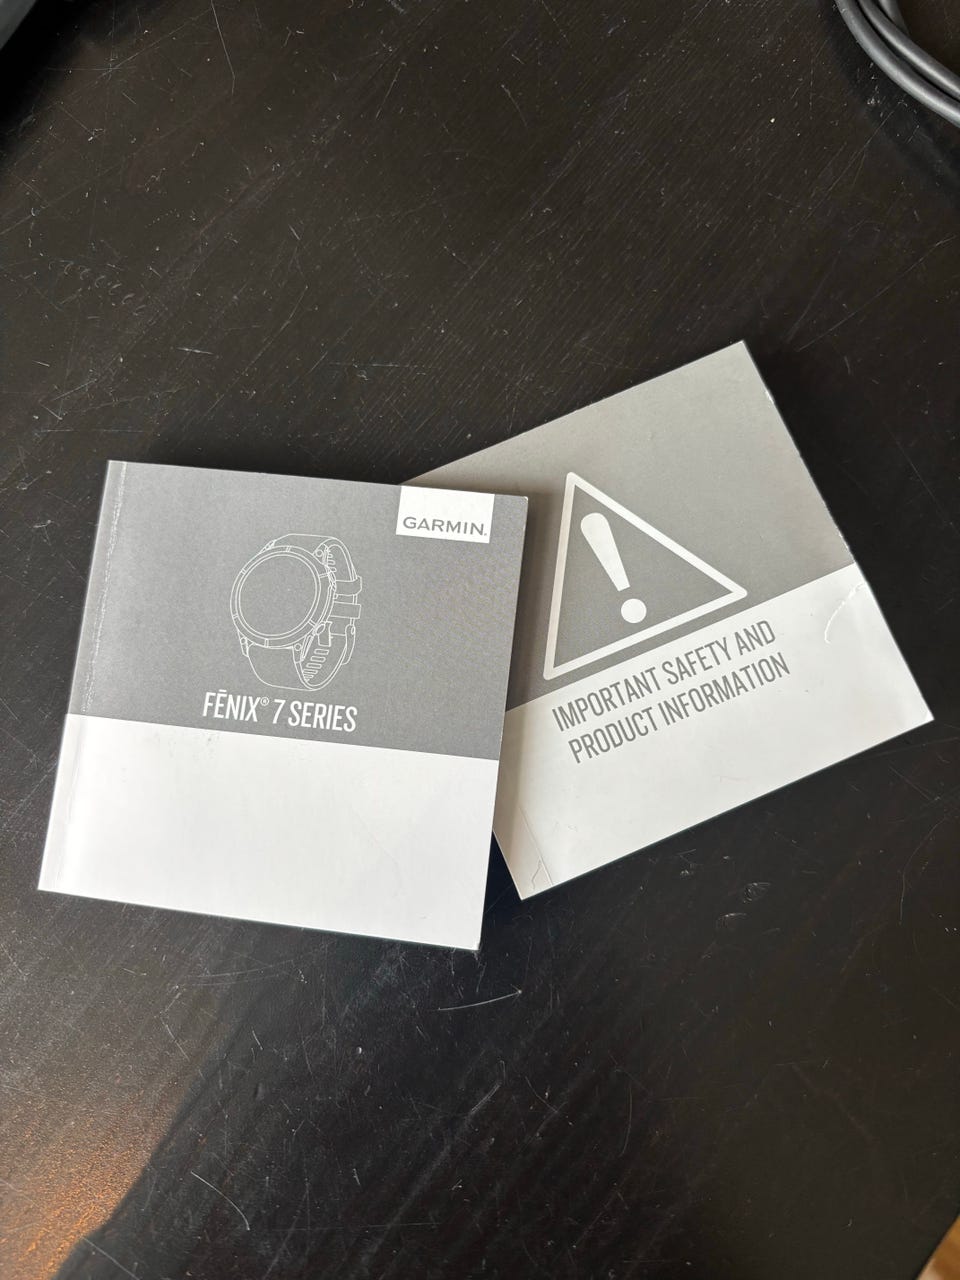 GARMIN®
FĒNIX® 7 SERIES
IMPORTANT SAFETY AND
PRODUCT INFORMATION